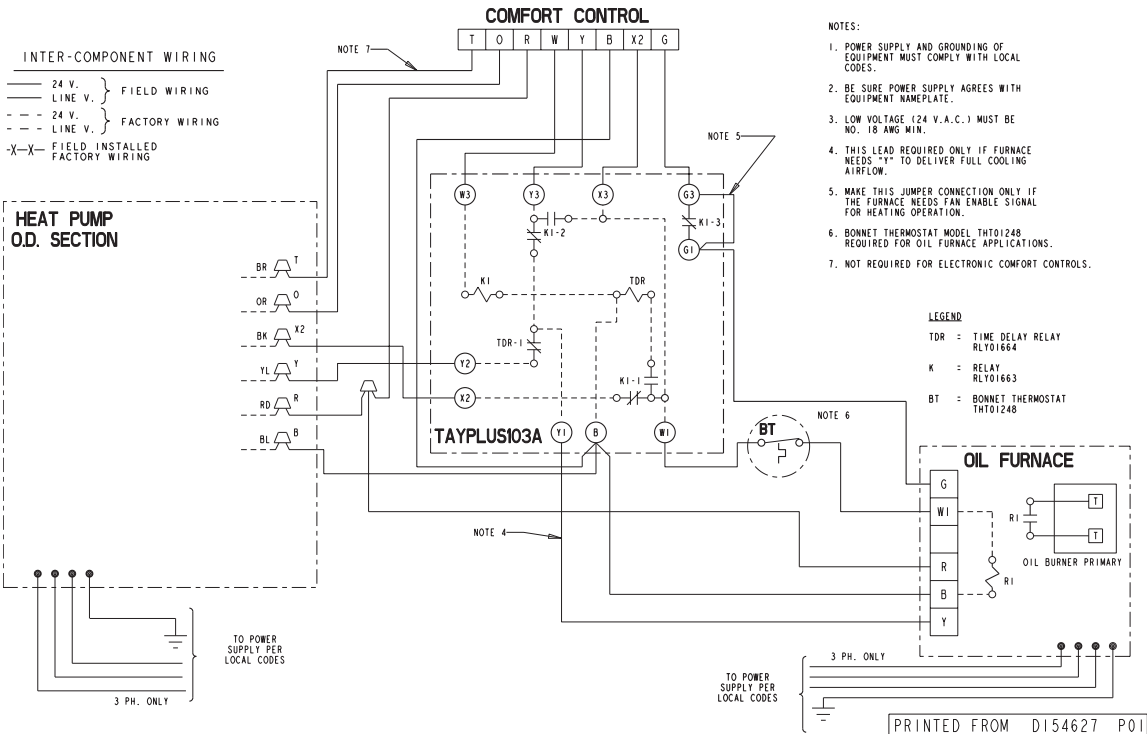 COMFORT CONTROL
T O R W Y B X2 G
INTER-COMPONENT WIRING
24 V.
LINE V.
FIELD WIRING
24 V.
LINE V.
FACTORY WIRING
-X—X- FIELD INSTALLED
FACTORY WIRING
NOTE 7
NOTE 5
NOTES:
1. POWER SUPPLY AND GROUNDING OF
EQUIPMENT MUST COMPLY WITH LOCAL
CODES.
2. BE SURE POWER SUPPLY AGREES WITH
EQUIPMENT NAMEPLATE.
3. LOW VOLTAGE (24 V.A.C.) MUST BE
NO. 18 AWG MIN.
4. THIS LEAD REQUIRED ONLY IF FURNACE
NEEDS "Y" TO DELIVER FULL COOLING
AIRFLOW.
5. MAKE THIS JUMPER CONNECTION ONLY IF
THE FURNACE NEEDS FAN ENABLE SIGNAL
FOR HEATING OPERATION.
6. BONNET THERMOSTAT MODEL THT01248
REQUIRED FOR OIL FURNACE APPLICATIONS.
7. NOT REQUIRED FOR ELECTRONIC COMFORT CONTROLS.
LEGEND
TDR = TIME DELAY RELAY
RLY01664
K = RELAY
RLY01663
BT = BONNET THERMOSTAT
THT01248
HEAT PUMP
O.D. SECTION
BR T
OR O
BK X2
YL Y
RD R
BL B
W3 Y3 X3 G3
K1-3
K1-2
G1
K1
TDR
TDR-1
Y2
K1-1
X2
TAYPLUS103A
Y1 B W1
BT
NOTE 6
NOTE 4
OIL FURNACE
G
W1
R
B
Y
R1
T
T
OIL BURNER PRIMARY
R1
TO POWER
SUPPLY PER
LOCAL CODES
3 PH. ONLY
3 PH. ONLY
TO POWER
SUPPLY PER
LOCAL CODES
PRINTED FROM D154627 P01